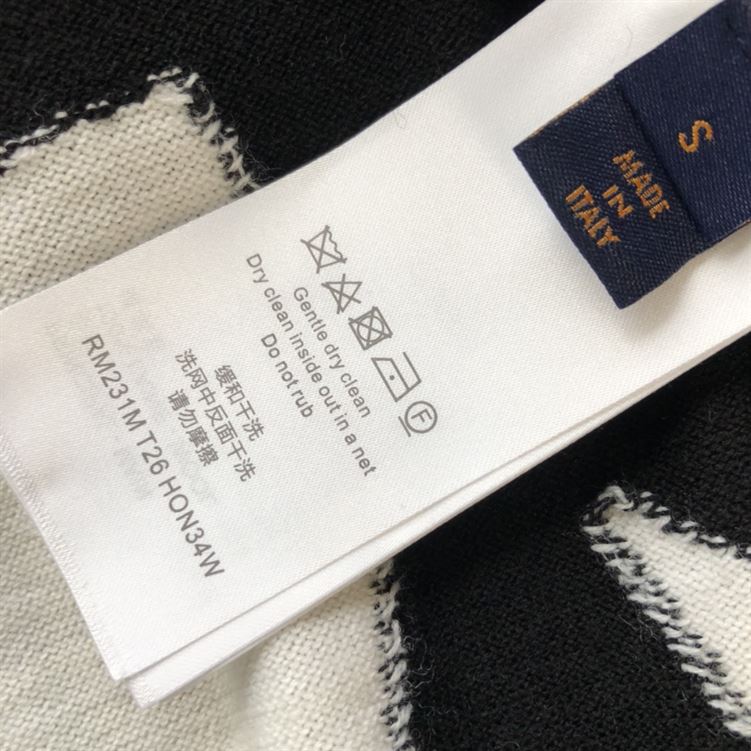 S
MADE
IN
ITALY
F
Gentle dry clean
Dry clean inside out in a net
Do not rub
缓和干洗
洗网中反面干洗
请勿摩擦
RM231M T26 HON34W